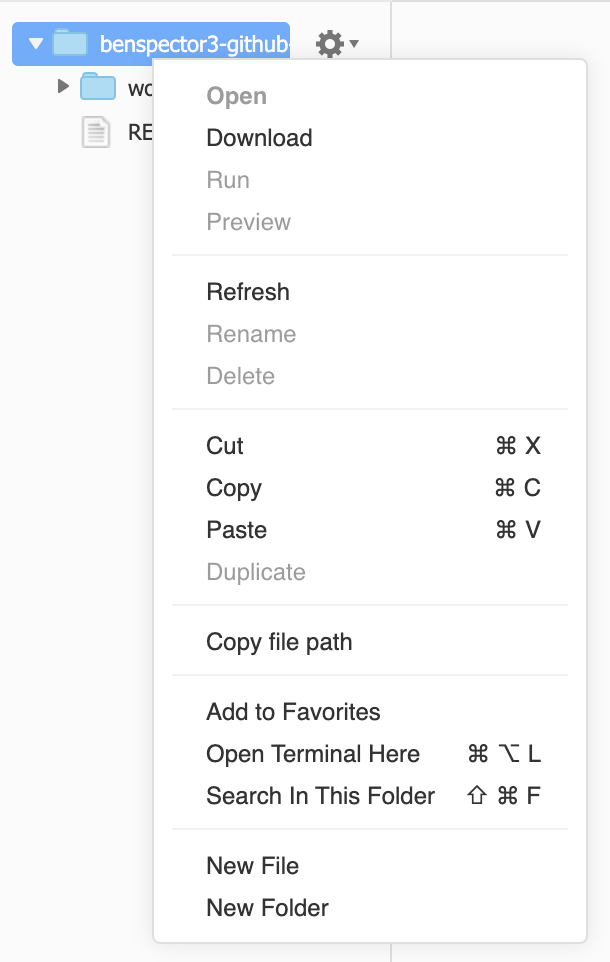 benspector3-github-
wo
RE
Open
Download
Run
Preview
Refresh
Rename
Delete
Cut ⌘ X
Copy ⌘ C
Paste ⌘ V
Duplicate
Copy file path
Add to Favorites
Open Terminal Here ⌘ ⌥ L
Search In This Folder ⇧ ⌘ F
New File
New Folder